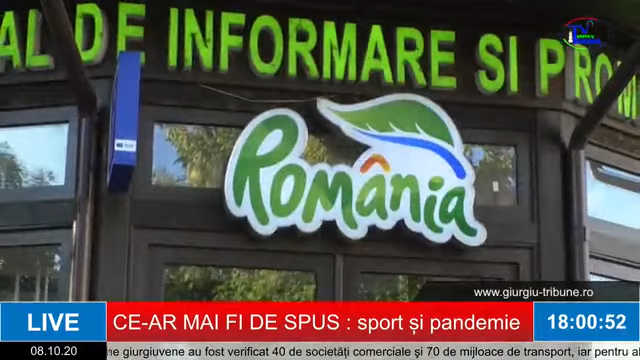 AL DE INFORMARE SI PROM
România
www.giurgiu-tribune.ro
LIVE
CE-AR MAI FI DE SPUS : sport și pandemie
18:00:52
08.10.20
ne giurgiuvene au fost verificat 40 de societăți comerciale și 70 de mijloace de transport, iar pentru a